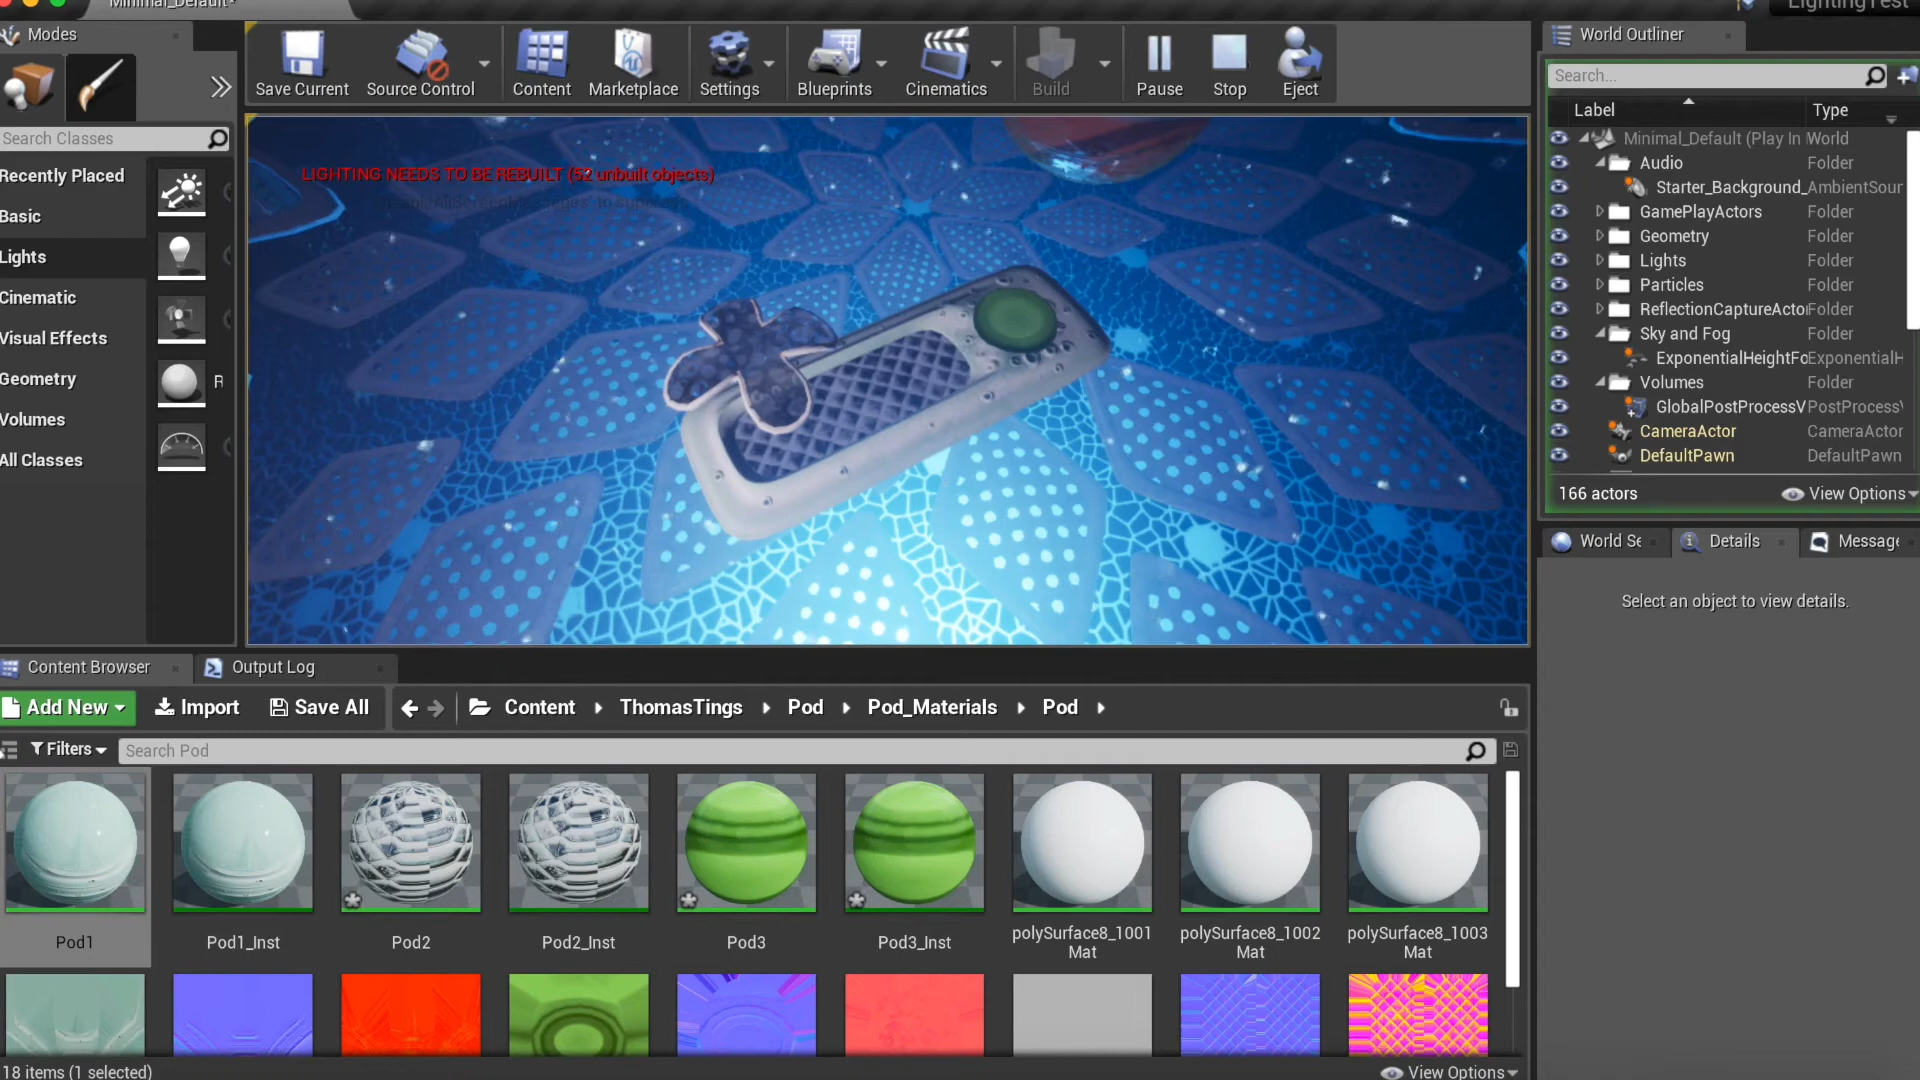 Minimal_Default*
LightingTest
Modes
Save Current
Source Control
Content
Marketplace
Settings
Blueprints
Cinematics
Build
Pause
Stop
Eject
World Outliner
Search...
Label
Type
Search Classes
Recently Placed
Basic
Lights
Cinematic
Visual Effects
Geometry
Volumes
All Classes
R
LIGHTING NEEDS TO BE REBUILT (52 unbuilt objects)
Minimal_Default (Play In World
Audio Folder
Starter_Background_ AmbientSour
GamePlayActors Folder
Geometry Folder
Lights Folder
Particles Folder
ReflectionCaptureActor Folder
Sky and Fog Folder
ExponentialHeightFo ExponentialH
Volumes Folder
GlobalPostProcessV PostProcessV
CameraActor CameraActor
DefaultPawn DefaultPawn
166 actors
View Options
World Se
Details
Message
Select an object to view details.
Content Browser
Output Log
Add New
Import
Save All
Content
ThomasTings
Pod
Pod_Materials
Pod
Filters
Search Pod
Pod1
Pod1_Inst
Pod2
Pod2_Inst
Pod3
Pod3_Inst
polySurface8_1001
Mat
polySurface8_1002
Mat
polySurface8_1003
Mat
18 items (1 selected)
View Options